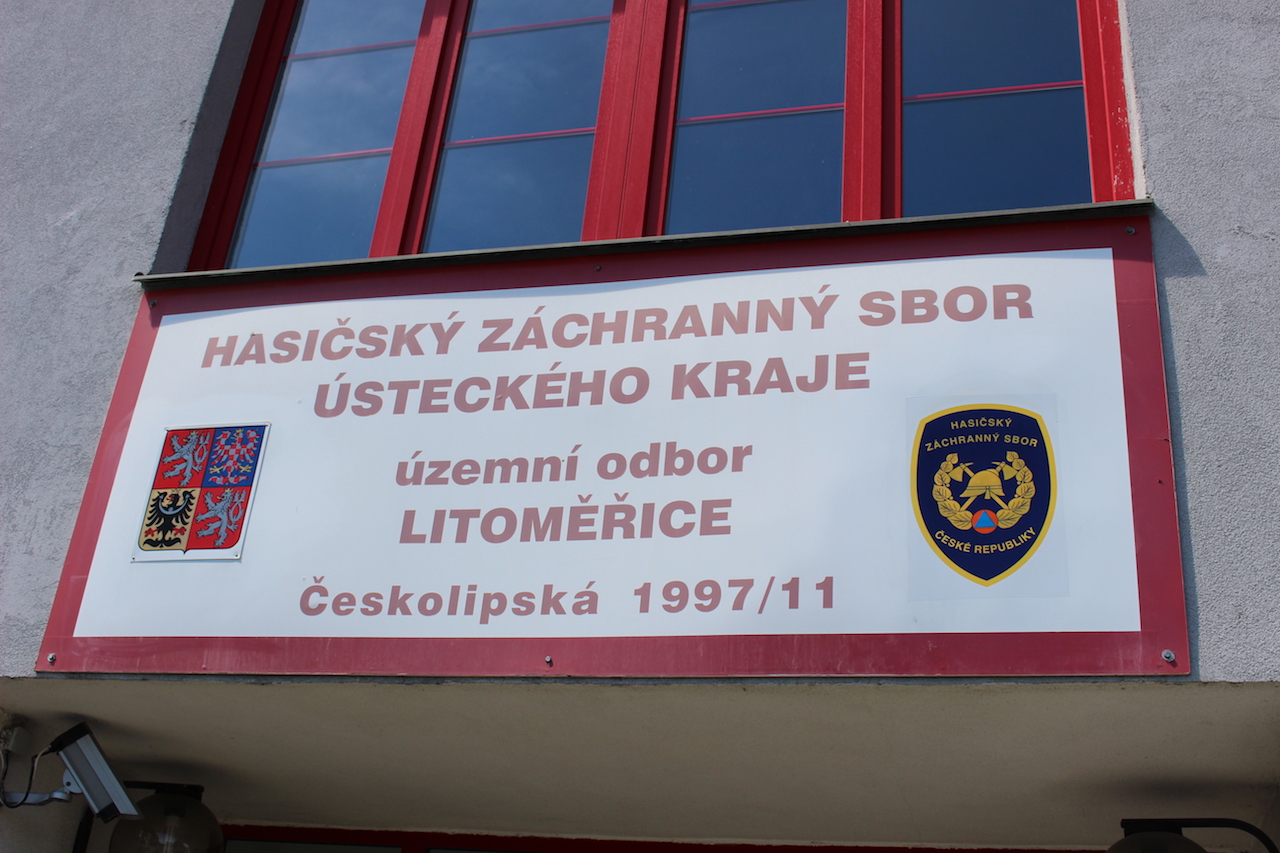 HASIČSKÝ ZÁCHRANNÝ SBOR
ÚSTECKÉHO KRAJE
územní odbor
LITOMĚŘICE
Českolipská 1997/11
HASIČSKÝ
ZÁCHRANNÝ SBOR
ČESKÉ REPUBLIKY